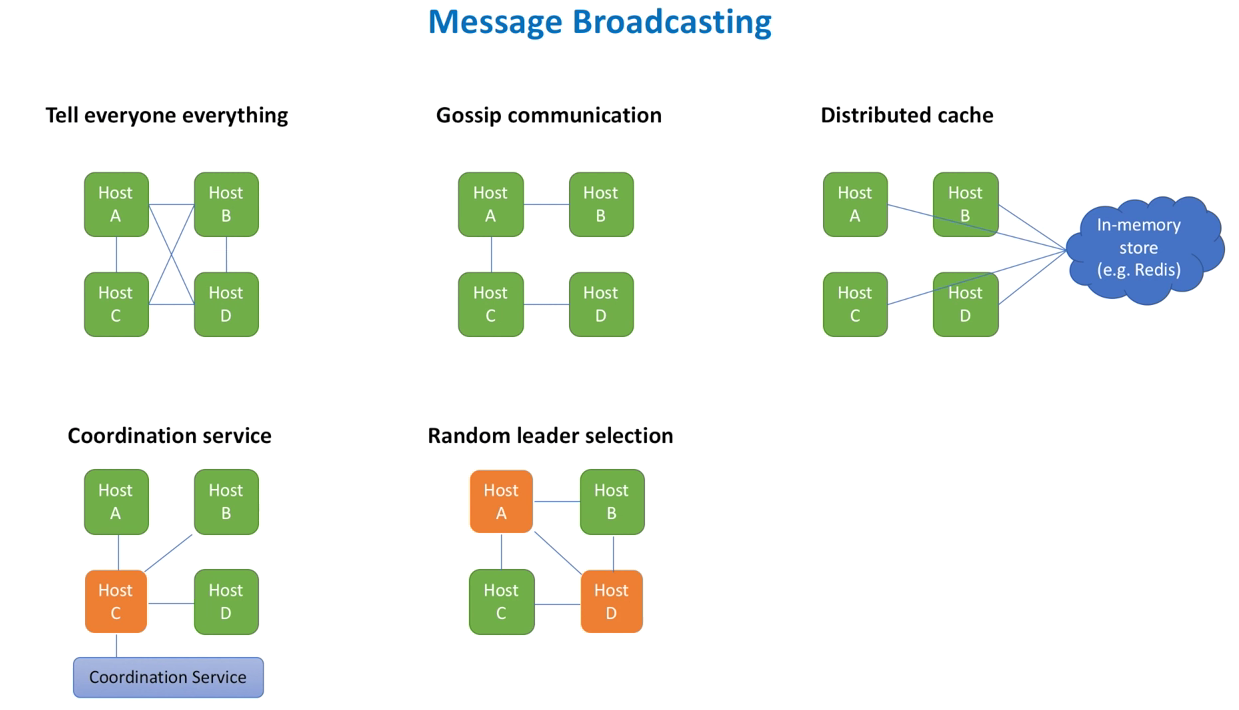 Message Broadcasting
Tell everyone everything
Host
A
Host
B
Host
C
Host
D
Gossip communication
Host
A
Host
B
Host
C
Host
D
Distributed cache
Host
A
Host
B
Host
C
Host
D
In-memory
store
(e.g. Redis)
Coordination service
Host
A
Host
B
Host
C
Host
D
Coordination Service
Random leader selection
Host
A
Host
B
Host
C
Host
D